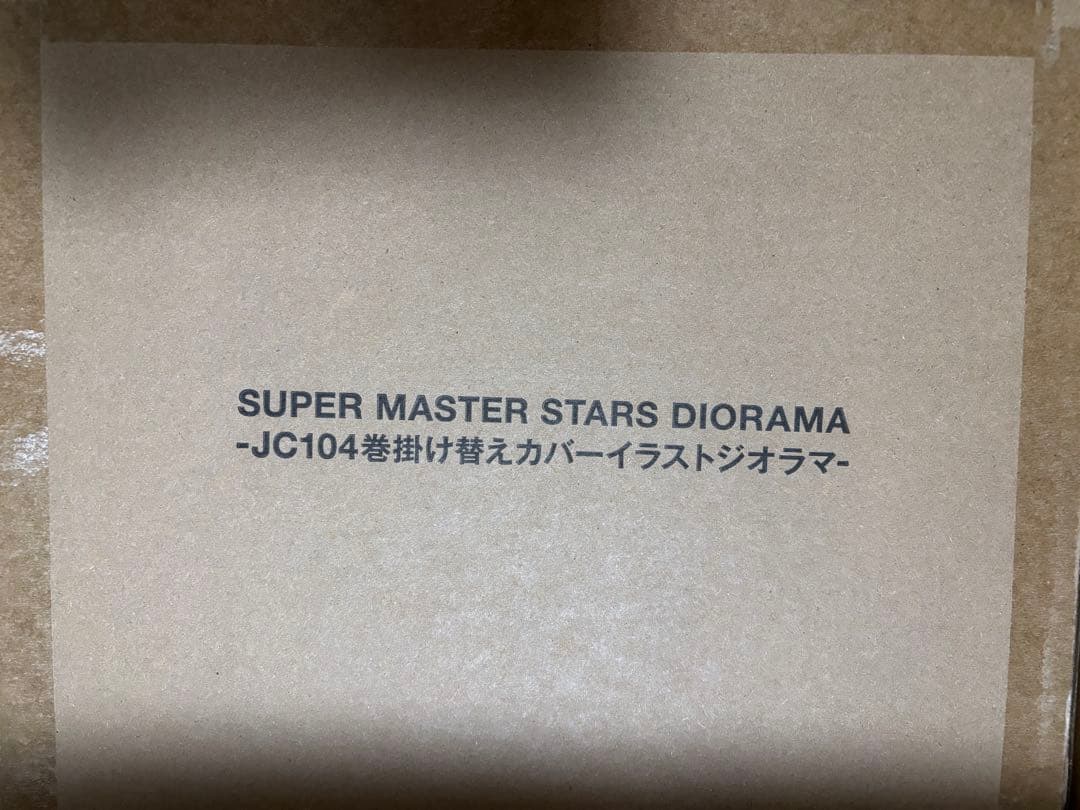 SUPER MASTER STARS DIORAMA
-JC104巻掛け替えカバーイラストジオラマ-